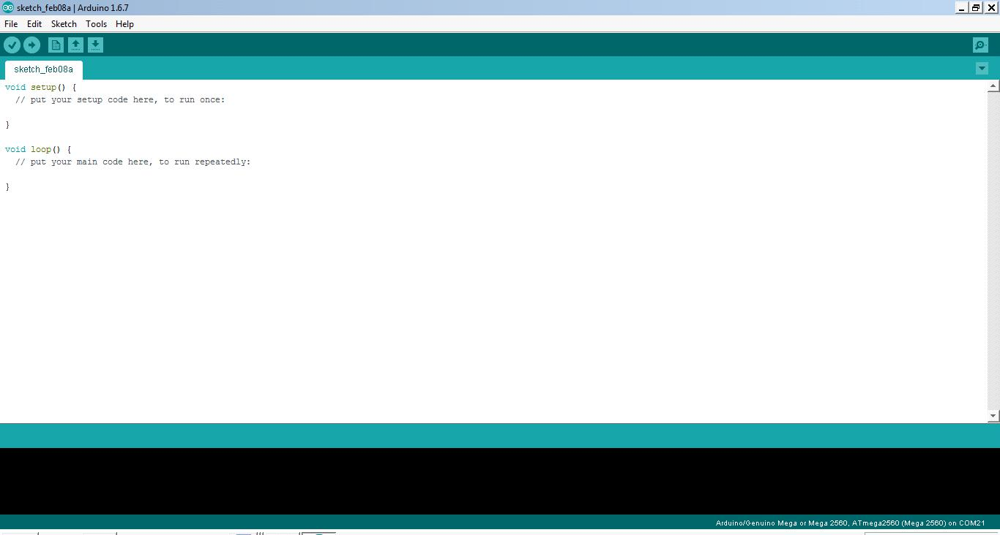 sketch_feb08a | Arduino 1.6.7
File Edit Sketch Tools Help
sketch_feb08a
void setup() {
  // put your setup code here, to run once:
}
void loop() {
  // put your main code here, to run repeatedly:
}
Arduino/Genuino Mega or Mega 2560, ATmega2560 (Mega 2560) on COM21